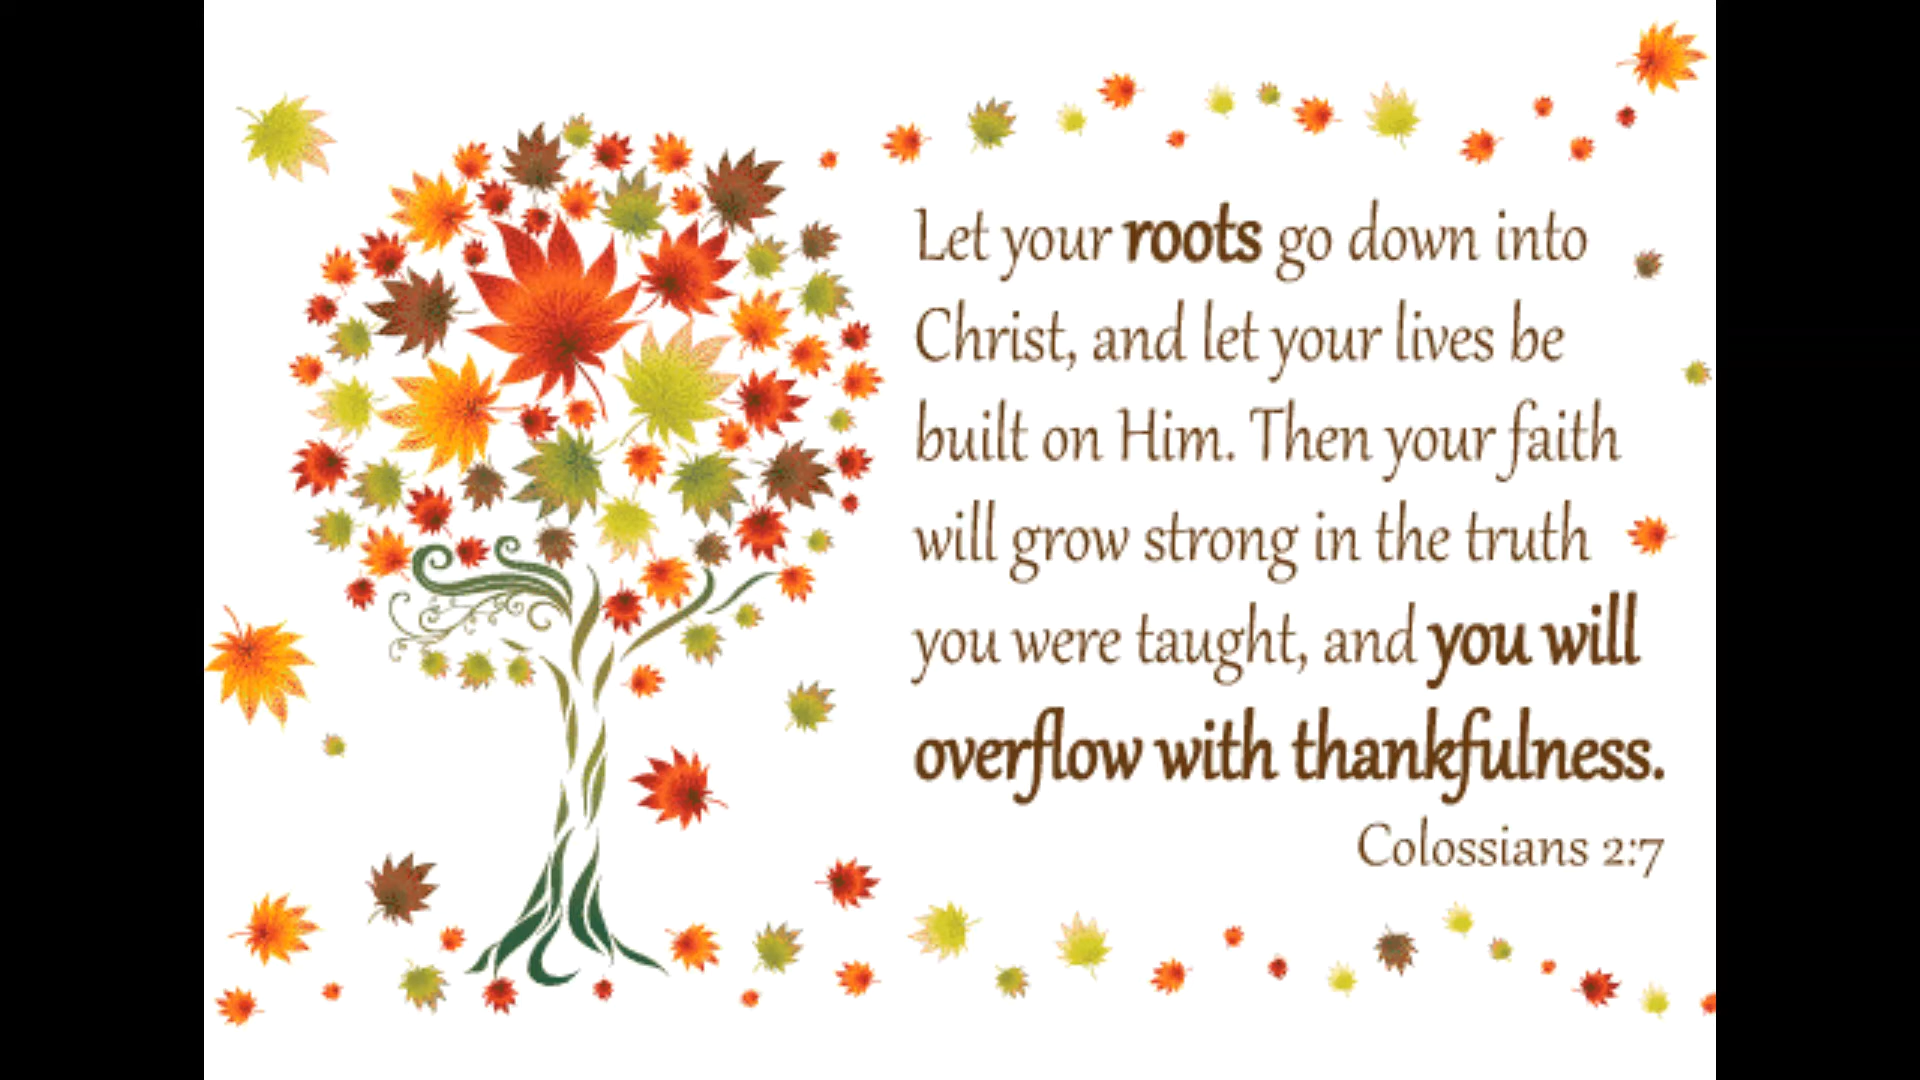 Let your roots go down into
Christ, and let your lives be
built on Him. Then your faith
will grow strong in the truth
you were taught, and you will
overflow with thankfulness.
Colossians 2:7